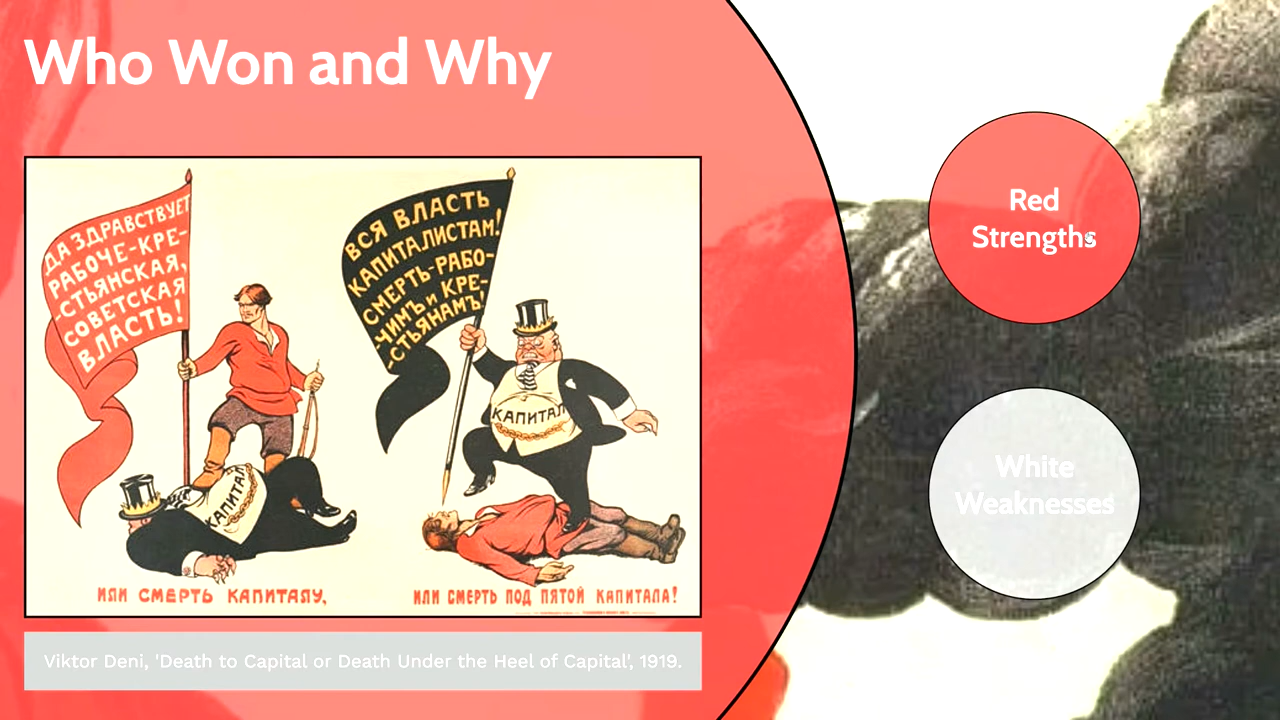 Who Won and Why
ДА ЗДРАВСТВУЕТ
РАБОЧЕ-КРЕ-
-СТЬЯНСКАЯ,
СОВЕТСКАЯ
ВЛАСТЬ!
КАПИТАЛ
ИЛИ СМЕРТЬ КАПИТАЛУ,
ВСЯ ВЛАСТЬ
КАПИТАЛИСТАМ!
СМЕРТЬ-РАБО-
-ЧИМЪ и КРЕ-
-СТЬЯНАМЪ!
КАПИТАЛ
ИЛИ СМЕРТЬ ПОД ПЯТОЙ КАПИТАЛА!
Viktor Deni, 'Death to Capital or Death Under the Heel of Capital', 1919.
Red
Strengths
White
Weaknesses